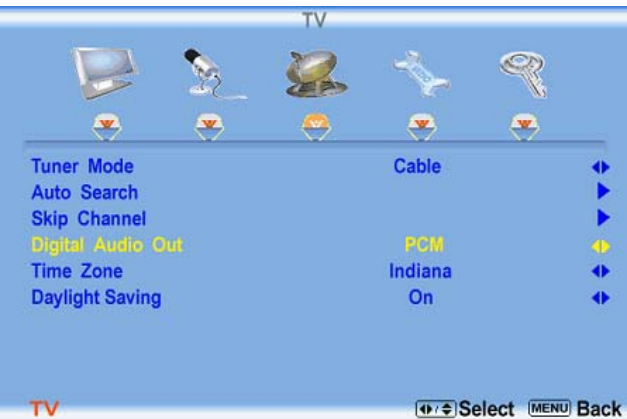 TV
Tuner Mode Cable
Auto Search
Skip Channel
Digital Audio Out PCM
Time Zone Indiana
Daylight Saving On
TV Select MENU Back